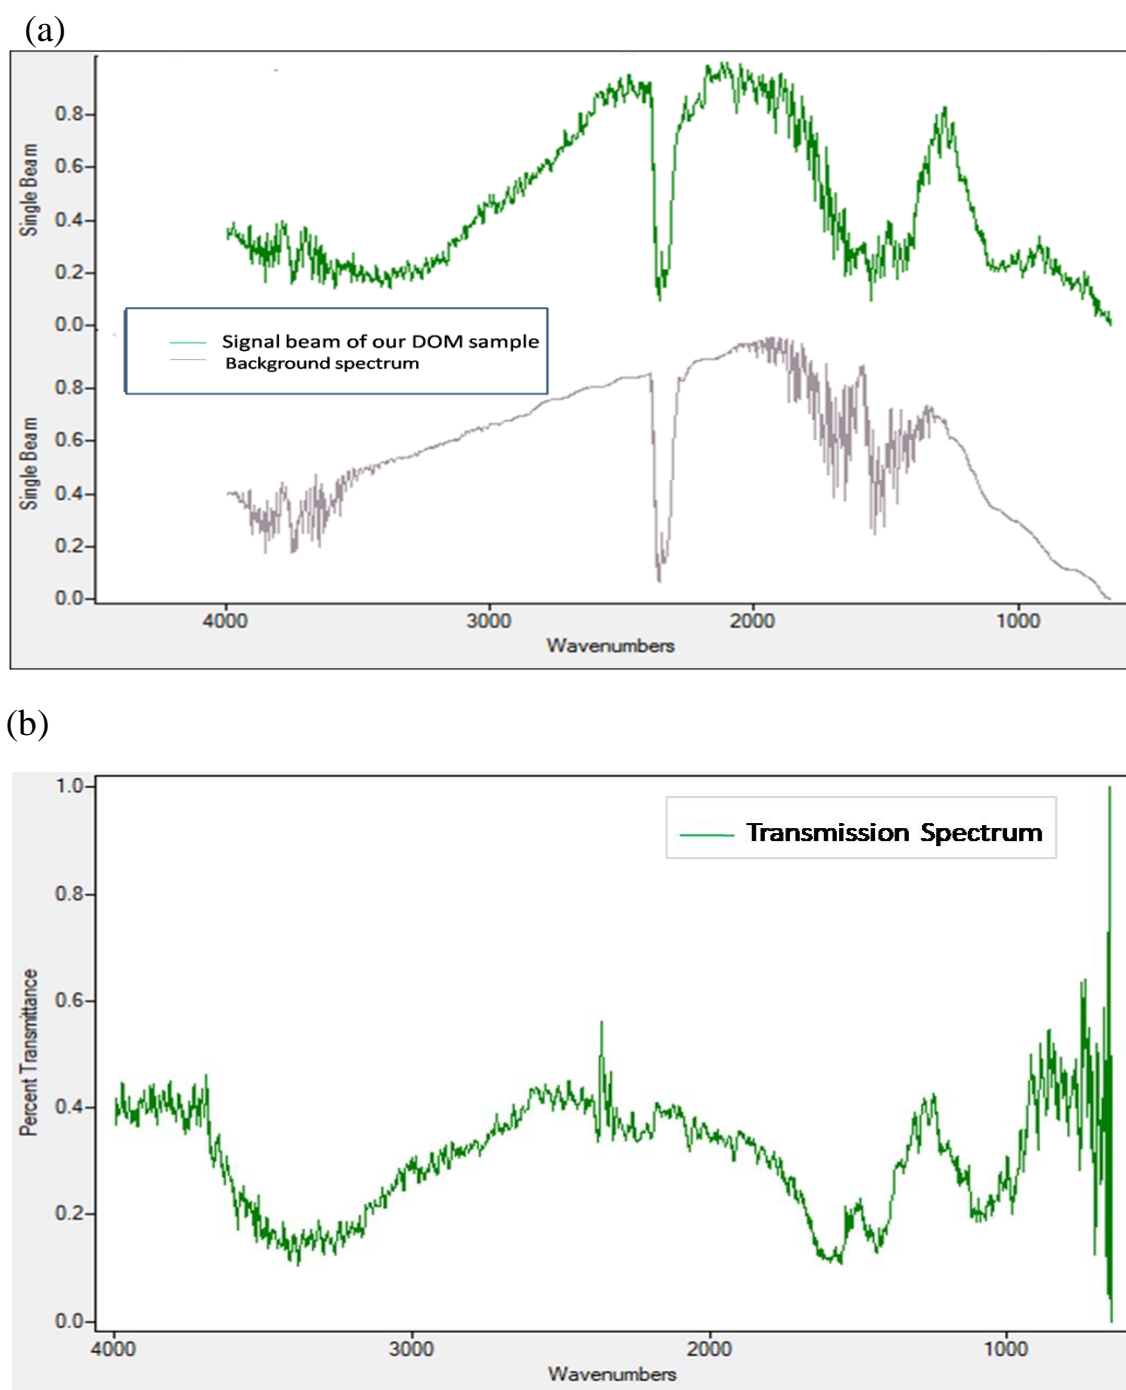 (a)
0.8
0.6
0.4
0.2
0.0
Single Beam
Signal beam of our DOM sample
Background spectrum
0.8
0.6
0.4
0.2
0.0
Single Beam
4000 3000 2000 1000
Wavenumbers
(b)
1.0
0.8
0.6
0.4
0.2
0.0
Percent Transmittance
Transmission Spectrum
4000 3000 2000 1000
Wavenumbers